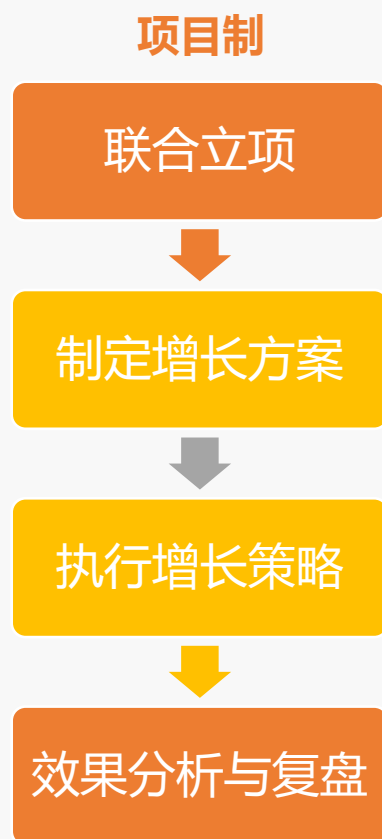 项目制
联合立项
制定增长方案
执行增长策略
效果分析与复盘